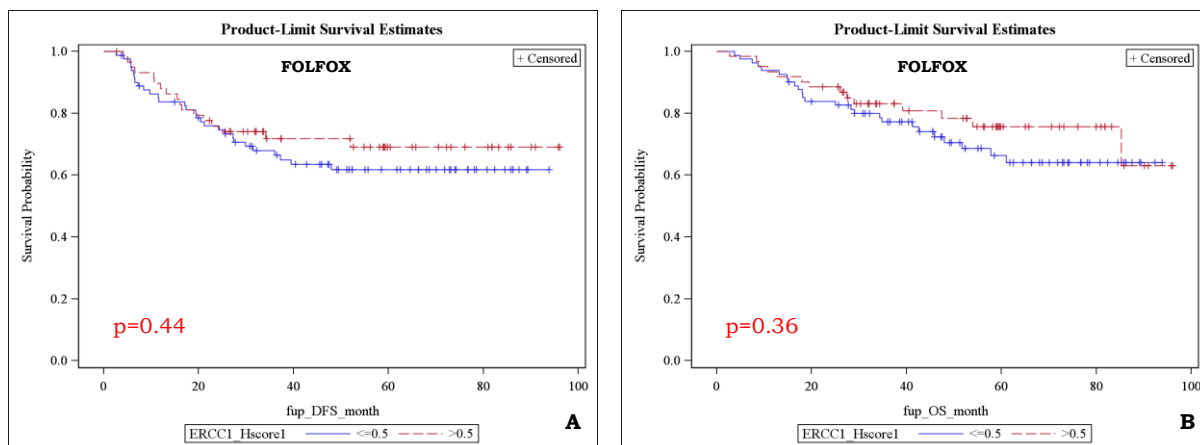 Product-Limit Survival Estimates
FOLFOX
+ Censored
1.0
0.8
0.6
0.4
0.2
0.0
Survival Probability
p=0.44
0 20 40 60 80 100
fup_DFS_month
ERCC1_Hscore1 <=0.5 >0.5
A
Product-Limit Survival Estimates
FOLFOX
+ Censored
1.0
0.8
0.6
0.4
0.2
0.0
Survival Probability
p=0.36
0 20 40 60 80 100
fup_OS_month
ERCC1_Hscore1 <=0.5 >0.5
B